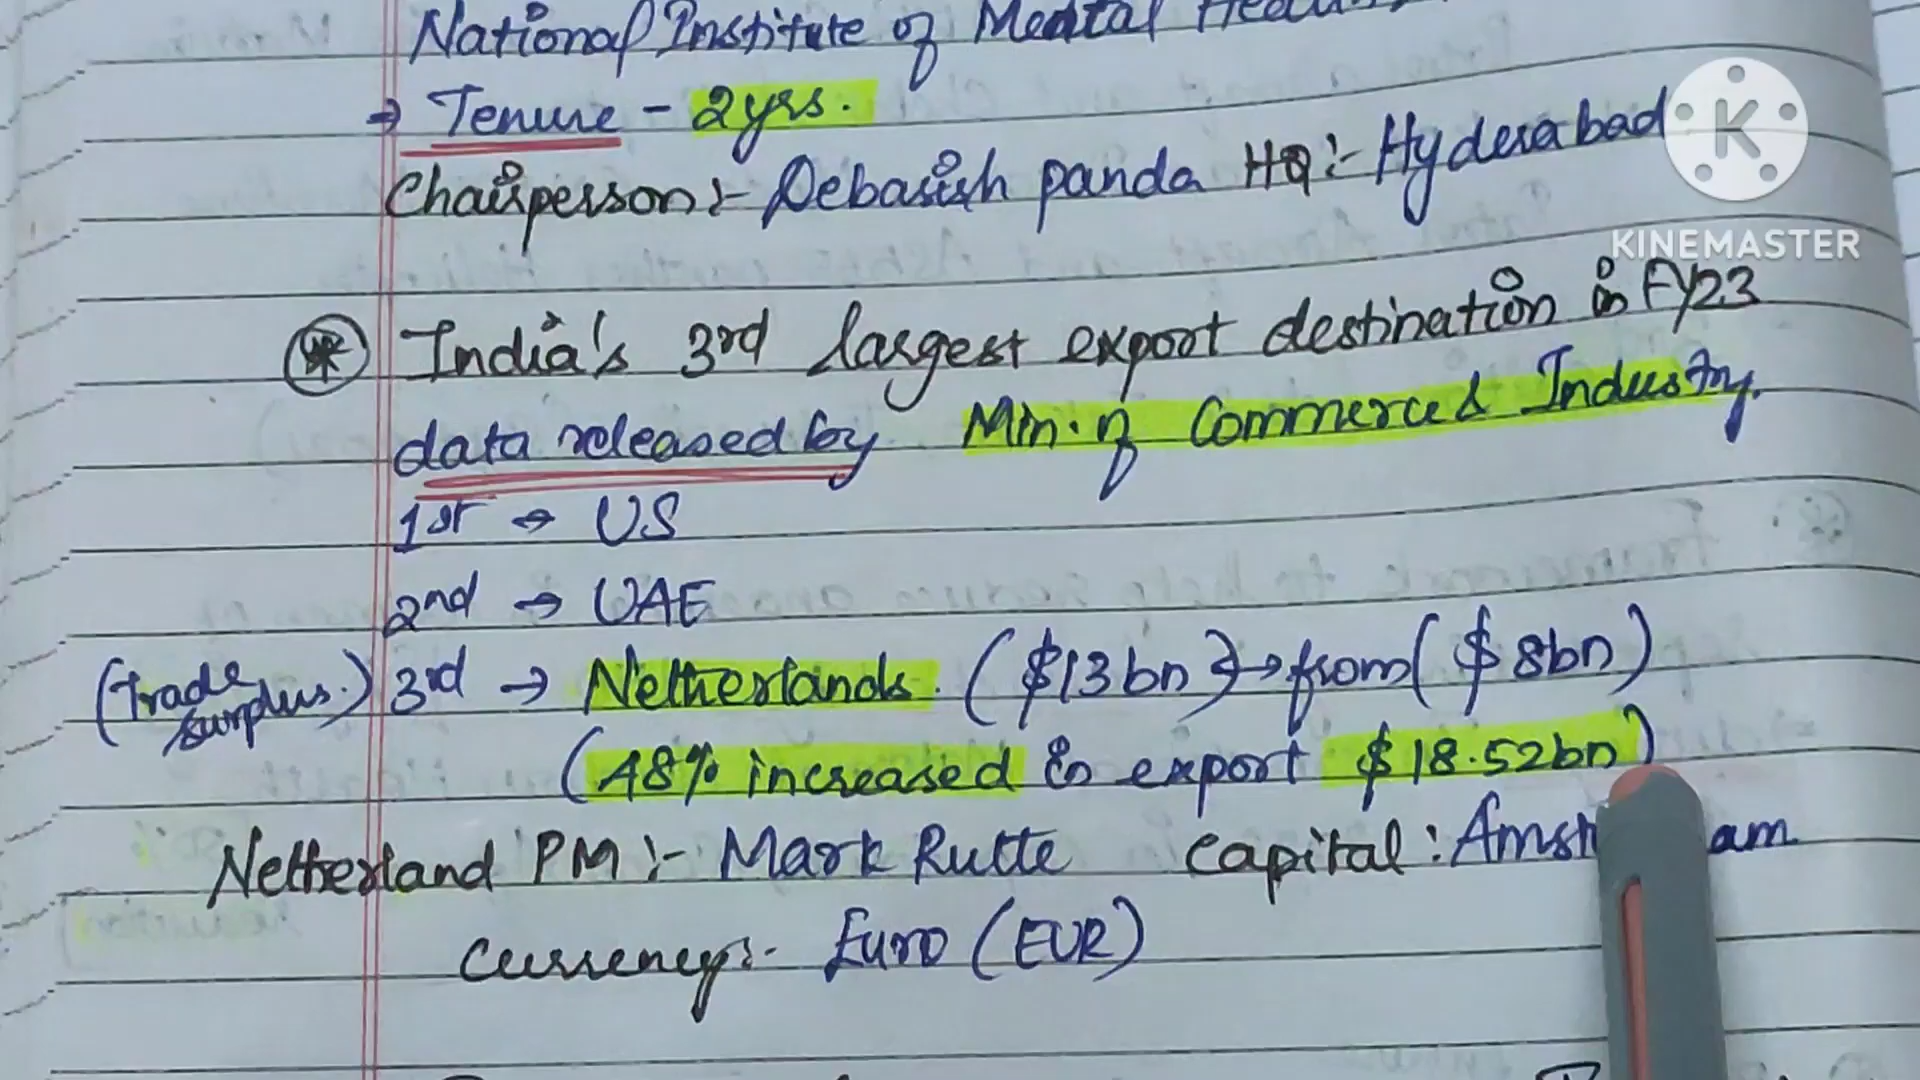 National Institute of Mental Health
→ Tenure - 2yrs.
Chairperson :- Debasish panda HQ :- Hyderabad
K
KINEMASTER
India's 3rd largest export destination in FY23
data released by Min. of Commerce & Industry.
1st → US
2nd → UAE
(Trade surplus.) 3rd → Netherlands. ($13bn) → from ($8bn)
(48% increased in export $18.52bn)
Netherland PM :- Mark Rutte Capital : Amst am
Currency :- Euro (EUR)